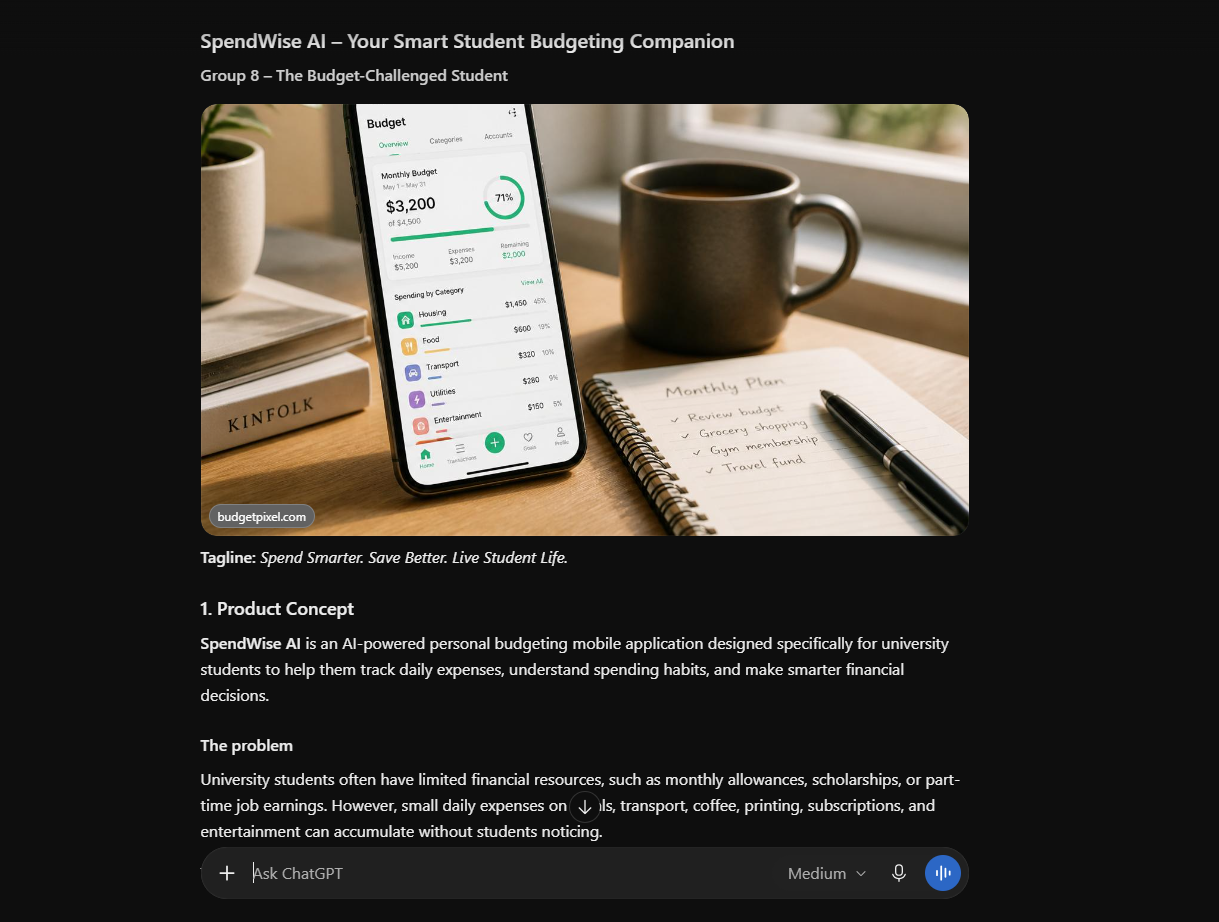 SpendWise AI – Your Smart Student Budgeting Companion
Group 8 – The Budget-Challenged Student
Budget
Overview Categories Accounts
Monthly Budget
May 1 – May 31
$3,200
of $4,500
71%
Income Expenses Remaining
$5,200 $3,200 $2,000
Spending by Category View All
Housing $1,450 45%
Food $600 19%
Transport $320 10%
Utilities $280 9%
Entertainment $150 5%
Home Transactions Goals Profile
KINFOLK
Monthly Plan
✓ Review budget
✓ Grocery shopping
✓ Gym membership
✓ Travel fund
budgetpixel.com
Tagline: Spend Smarter. Save Better. Live Student Life.
1. Product Concept
SpendWise AI is an AI-powered personal budgeting mobile application designed specifically for university
students to help them track daily expenses, understand spending habits, and make smarter financial
decisions.
The problem
University students often have limited financial resources, such as monthly allowances, scholarships, or part-
time job earnings. However, small daily expenses on ls, transport, coffee, printing, subscriptions, and
entertainment can accumulate without students noticing.
Ask ChatGPT
Medium